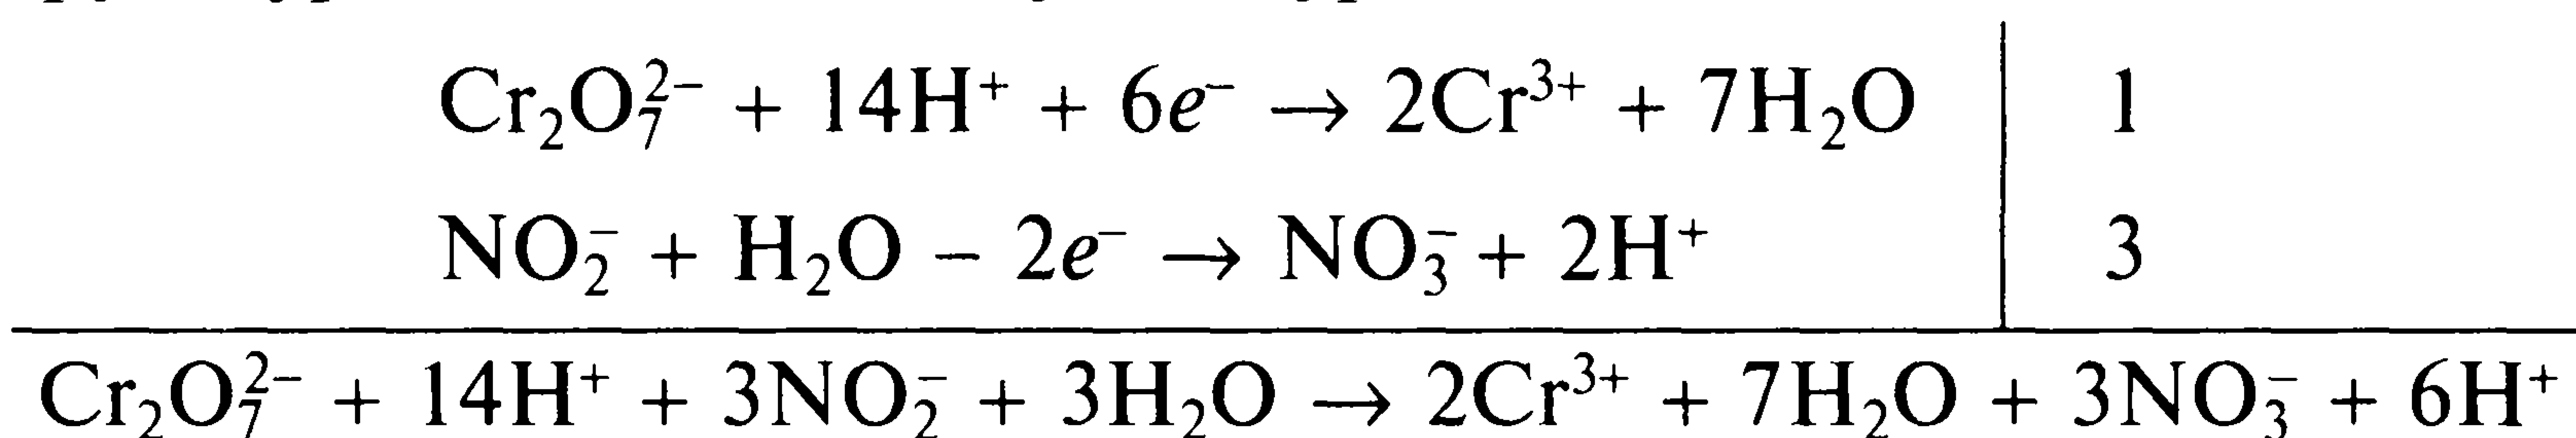 Cr₂O₇²⁻ + 14H⁺ + 6e⁻ → 2Cr³⁺ + 7H₂O | 1
NO₂⁻ + H₂O − 2e⁻ → NO₃⁻ + 2H⁺ | 3
Cr₂O₇²⁻ + 14H⁺ + 3NO₂⁻ + 3H₂O → 2Cr³⁺ + 7H₂O + 3NO₃⁻ + 6H⁺